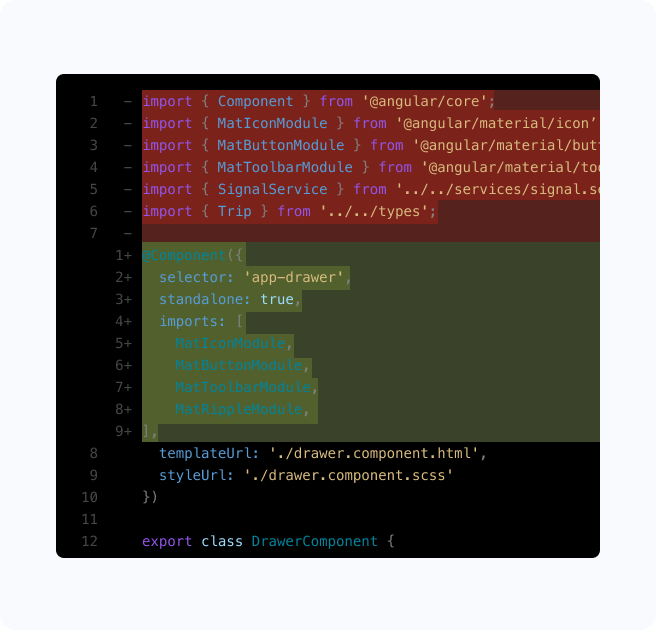 1 − import { Component } from '@angular/core';
2 − import { MatIconModule } from '@angular/material/icon’
3 − import { MatButtonModule } from '@angular/material/but
4 − import { MatToolbarModule } from '@angular/material/too
5 − import { SignalService } from '../../services/signal.se
6 − import { Trip } from '../../types';
7 −
1+ @Component({
2+ selector: 'app-drawer',
3+ standalone: true,
4+ imports: [
5+ MatIconModule,
6+ MatButtonModule,
7+ MatToolbarModule,
8+ MatRippleModule,
9+ ],
8 templateUrl: './drawer.component.html',
9 styleUrl: './drawer.component.scss'
10 })
11
12 export class DrawerComponent {